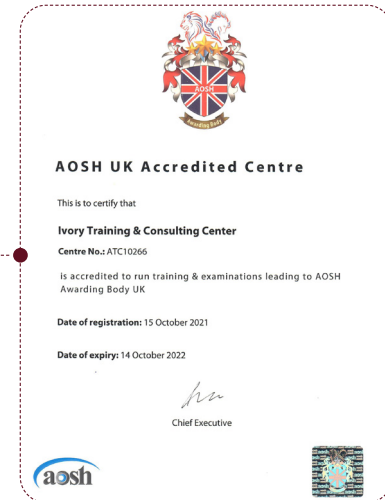 AOSH
Awarding Body
AOSH UK Accredited Centre
This is to certify that
Ivory Training & Consulting Center
Centre No.: ATC10266
is accredited to run training & examinations leading to AOSH
Awarding Body UK
Date of registration: 15 October 2021
Date of expiry: 14 October 2022
Chief Executive
aosh